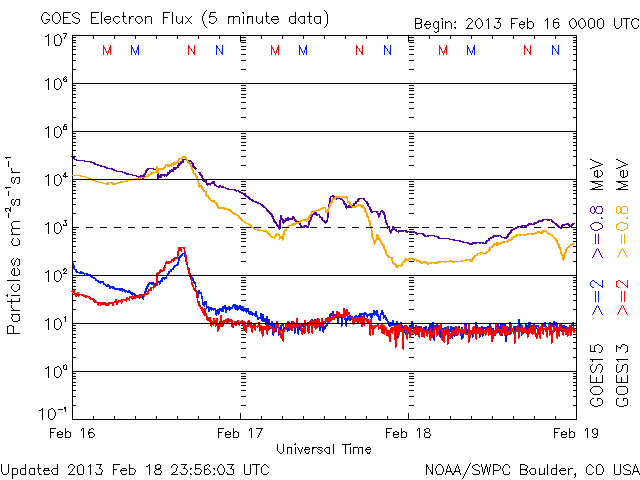 GOES Electron Flux (5 minute data)
Begin: 2013 Feb 16 0000 UTC
10⁷
10⁶
10⁵
10⁴
10³
10²
10¹
10⁰
10⁻¹
M M N N M M N N M M N N
Particles cm⁻²s⁻¹sr⁻¹
Feb 16 Feb 17 Feb 18 Feb 19
Universal Time
GOES15 >=2 >=0.8 MeV
GOES13 >=2 >=0.8 MeV
Updated 2013 Feb 18 23:56:03 UTC
NOAA/SWPC Boulder, CO USA